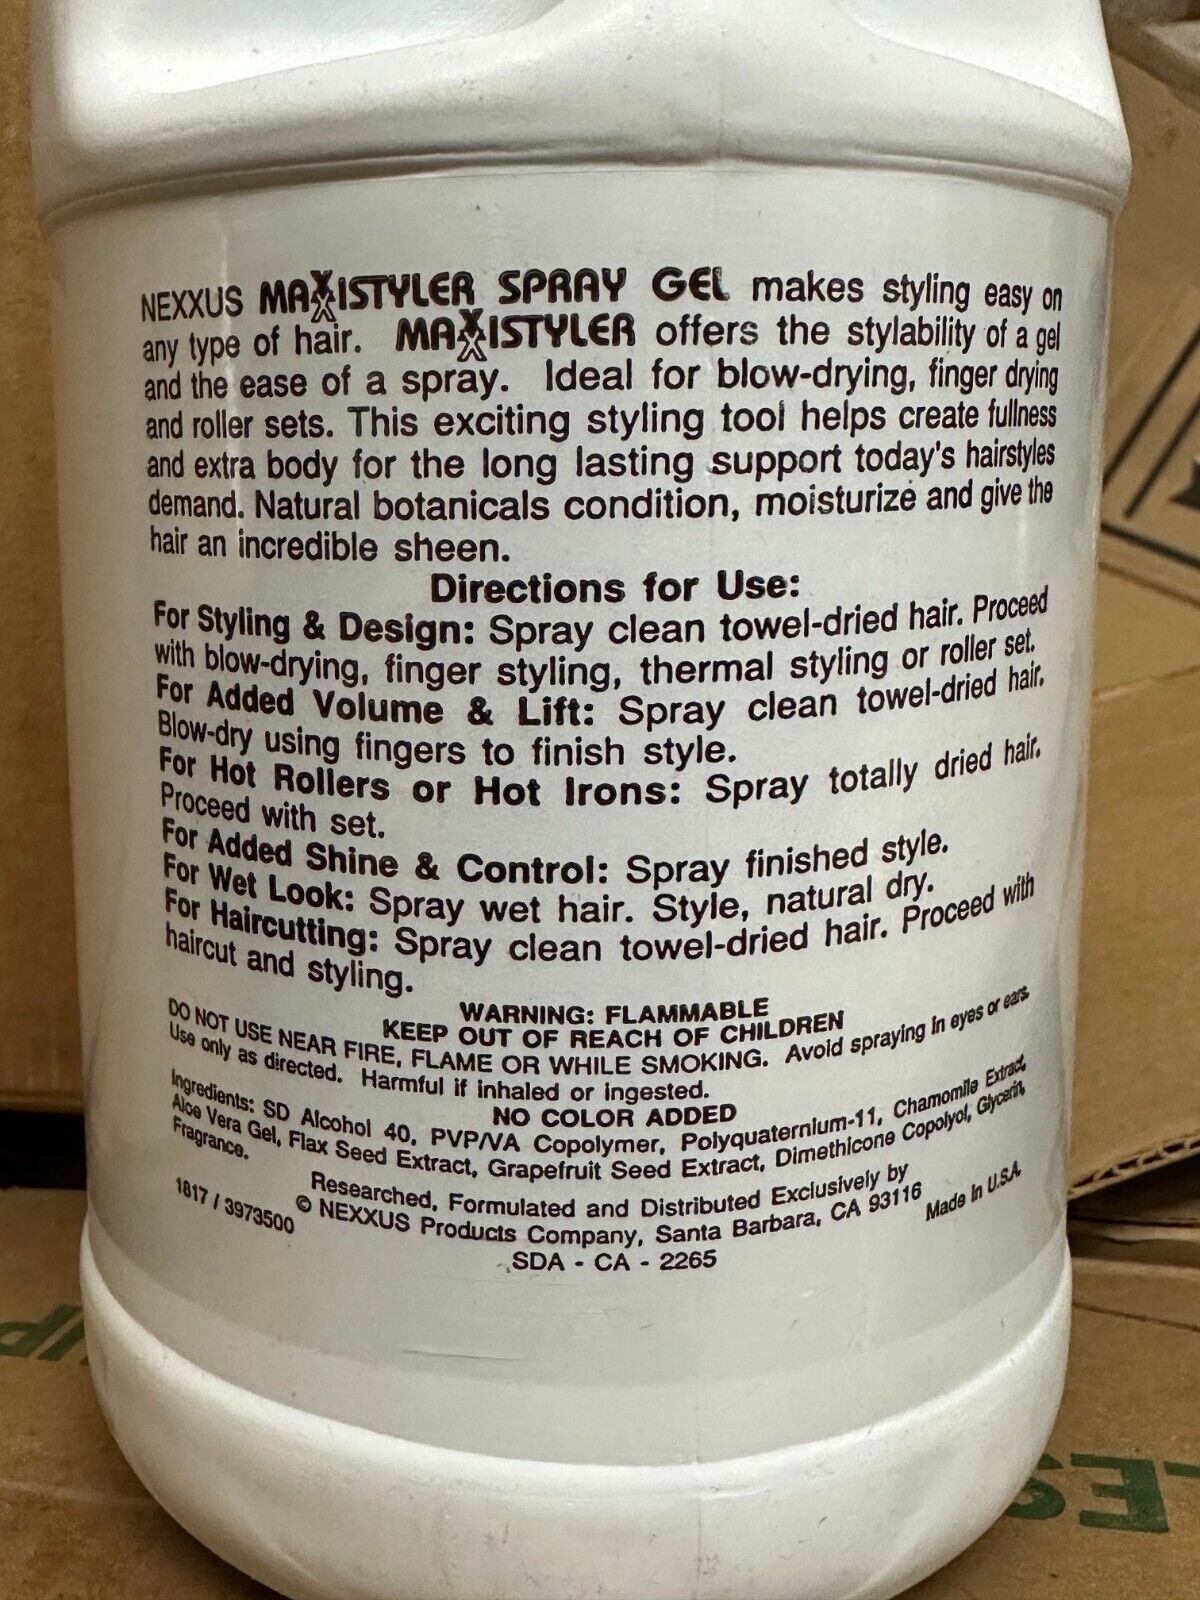 NEXXUS MAXXISTYLER SPRAY GEL makes styling easy on
any type of hair. MAXXISTYLER offers the stylability of a gel
and the ease of a spray. Ideal for blow-drying, finger drying
and roller sets. This exciting styling tool helps create fullness
and extra body for the long lasting support today's hairstyles
demand. Natural botanicals condition, moisturize and give the
hair an incredible sheen.
Directions for Use:
For Styling & Design: Spray clean towel-dried hair. Proceed
with blow-drying, finger styling, thermal styling or roller set.
For Added Volume & Lift: Spray clean towel-dried hair.
Blow-dry using fingers to finish style.
For Hot Rollers or Hot Irons: Spray totally dried hair.
Proceed with set.
For Added Shine & Control: Spray finished style.
For Wet Look: Spray wet hair. Style, natural dry.
For Haircutting: Spray clean towel-dried hair. Proceed with
haircut and styling.
WARNING: FLAMMABLE
KEEP OUT OF REACH OF CHILDREN
DO NOT USE NEAR FIRE, FLAME OR WHILE SMOKING. Avoid spraying in eyes or ears.
Use only as directed. Harmful if inhaled or ingested.
NO COLOR ADDED
Ingredients: SD Alcohol 40, PVP/VA Copolymer, Polyquaternium-11, Chamomile Extract,
Aloe Vera Gel, Flax Seed Extract, Grapefruit Seed Extract, Dimethicone Copolyol, Glycerin,
Fragrance.
Researched, Formulated and Distributed Exclusively by
1817 / 3973500 © NEXXUS Products Company, Santa Barbara, CA 93116 Made in U.S.A.
SDA - CA - 2265